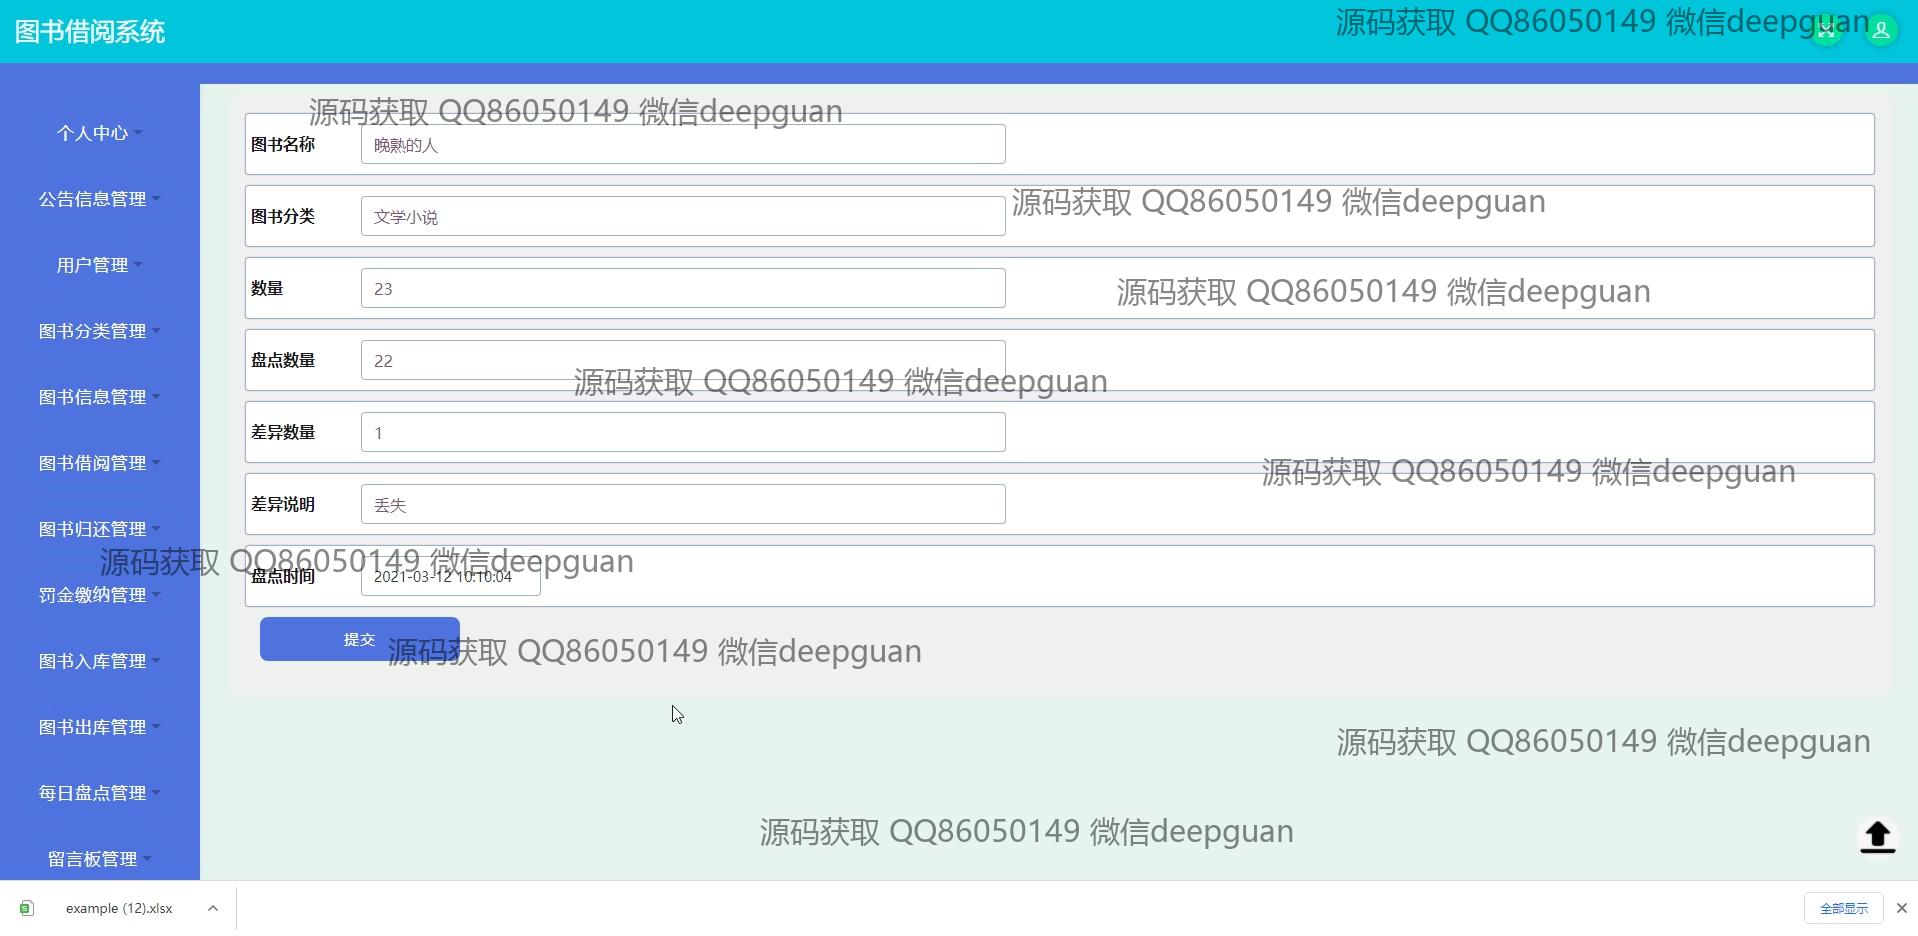 图书借阅系统
源码获取 QQ86050149 微信deepguan
源码获取 QQ86050149 微信deepguan
个人中心
图书名称
晚熟的人
公告信息管理
图书分类
文学小说
源码获取 QQ86050149 微信deepguan
用户管理
数量
23
源码获取 QQ86050149 微信deepguan
图书分类管理
盘点数量
22
源码获取 QQ86050149 微信deepguan
图书信息管理
差异数量
1
图书借阅管理
源码获取 QQ86050149 微信deepguan
差异说明
丢失
图书归还管理
源码获取 QQ86050149 微信deepguan
盘点时间
2021-03-12 10:10:04
罚金缴纳管理
提交
源码获取 QQ86050149 微信deepguan
图书入库管理
图书出库管理
源码获取 QQ86050149 微信deepguan
每日盘点管理
源码获取 QQ86050149 微信deepguan
留言板管理
example (12).xlsx
全部显示